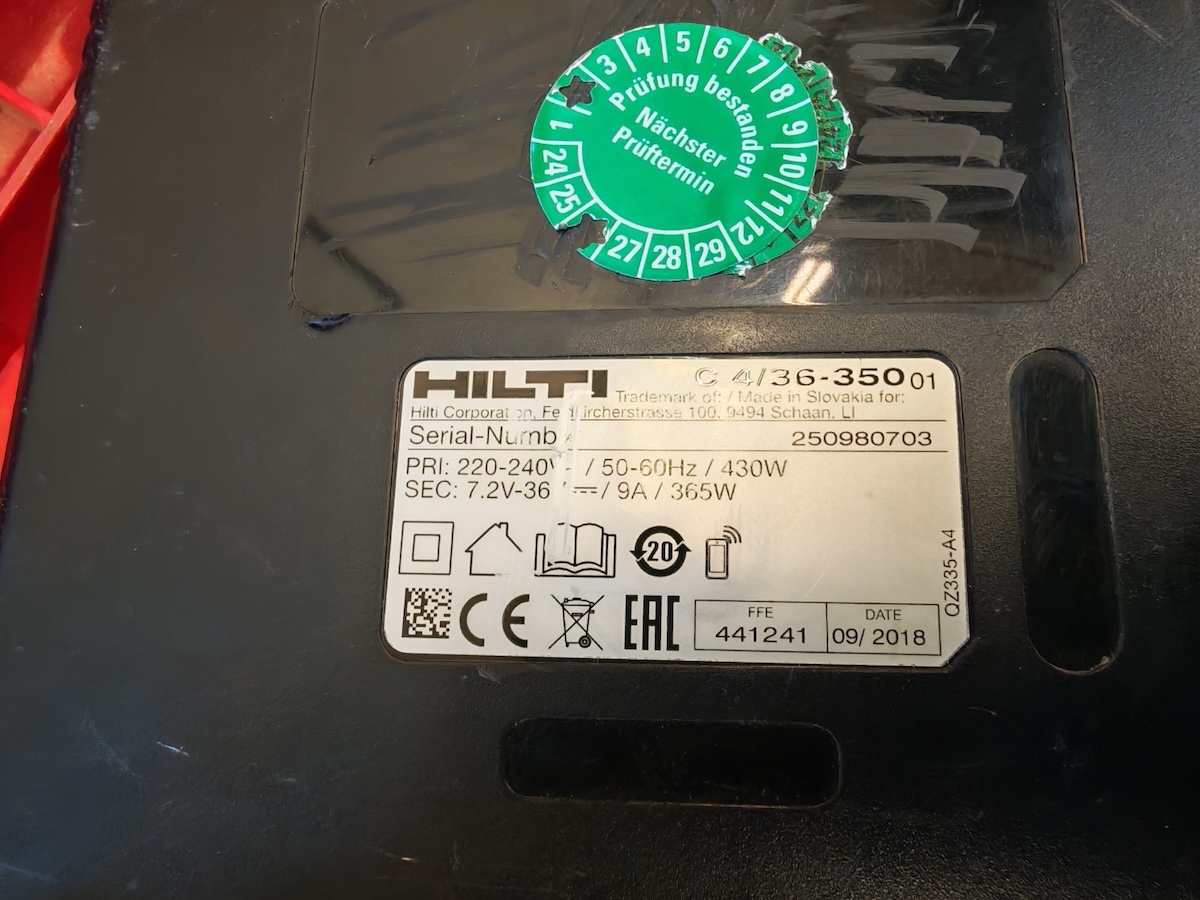 1 3 4 5 6 7 8 9 10 11 12
Prüfung bestanden
Nächster
Prüftermin
24 25 27 28 29
HILTI C 4/36-350 01
Trademark of: / Made in Slovakia for:
Hilti Corporation, Feldkircherstrasse 100, 9494 Schaan, LI
Serial-Numb 250980703
PRI: 220-240V~ / 50-60Hz / 430W
SEC: 7.2V-36 / 9A / 365W
20
QZ335-A4
CE EAC
FFE DATE
441241 09/ 2018